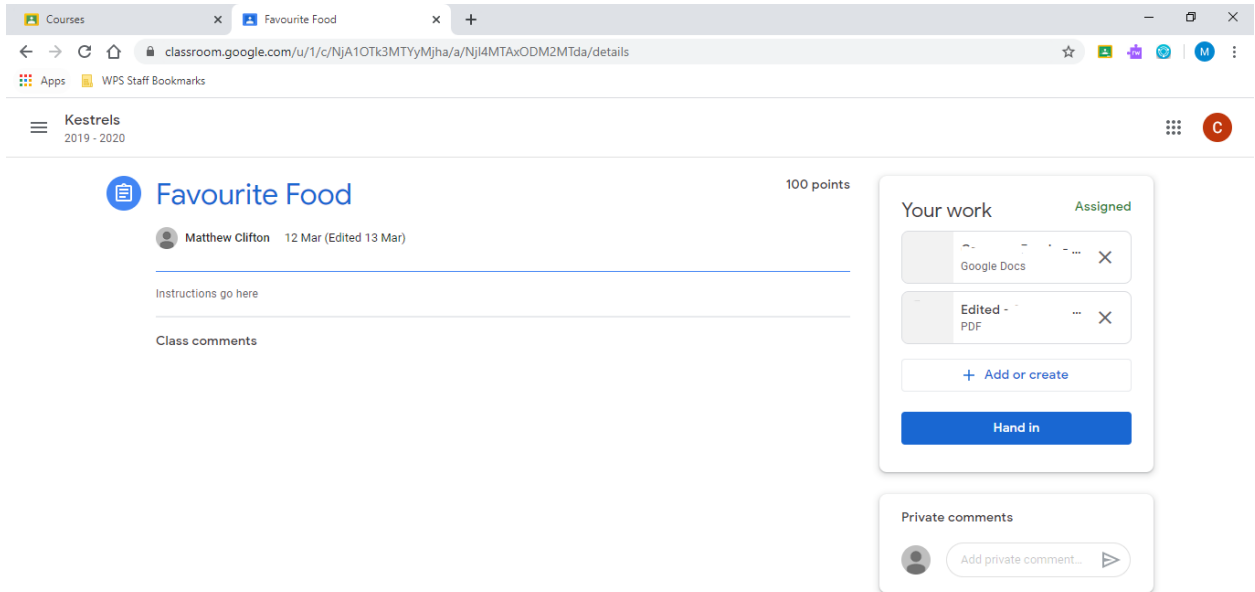 Courses
Favourite Food
classroom.google.com/u/1/c/NjA1OTk3MTYyMjha/a/NjI4MTAxODM2MTda/details
M
Apps
WPS Staff Bookmarks
Kestrels
2019 - 2020
C
Favourite Food
100 points
Matthew Clifton 12 Mar (Edited 13 Mar)
Instructions go here
Class comments
Your work
Assigned
...
Google Docs
Edited - ...
PDF
+ Add or create
Hand in
Private comments
Add private comment...